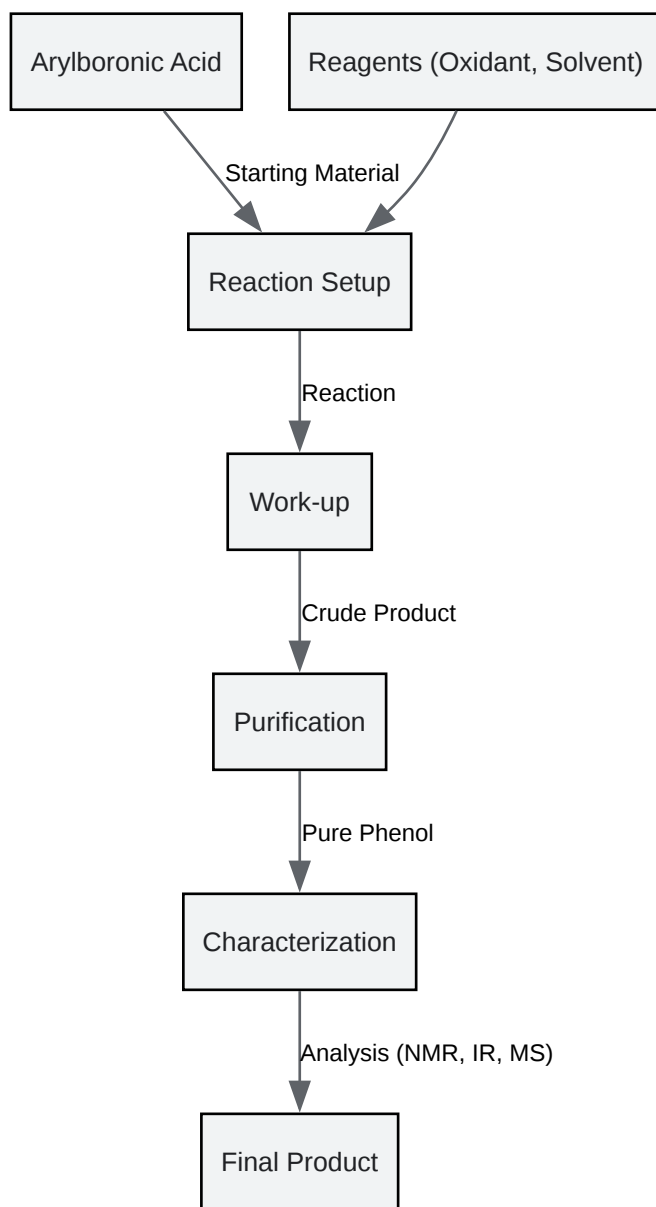 Arylboronic Acid
Reagents (Oxidant, Solvent)
Starting Material
Reaction Setup
Reaction
Work-up
Crude Product
Purification
Pure Phenol
Characterization
Analysis (NMR, IR, MS)
Final Product